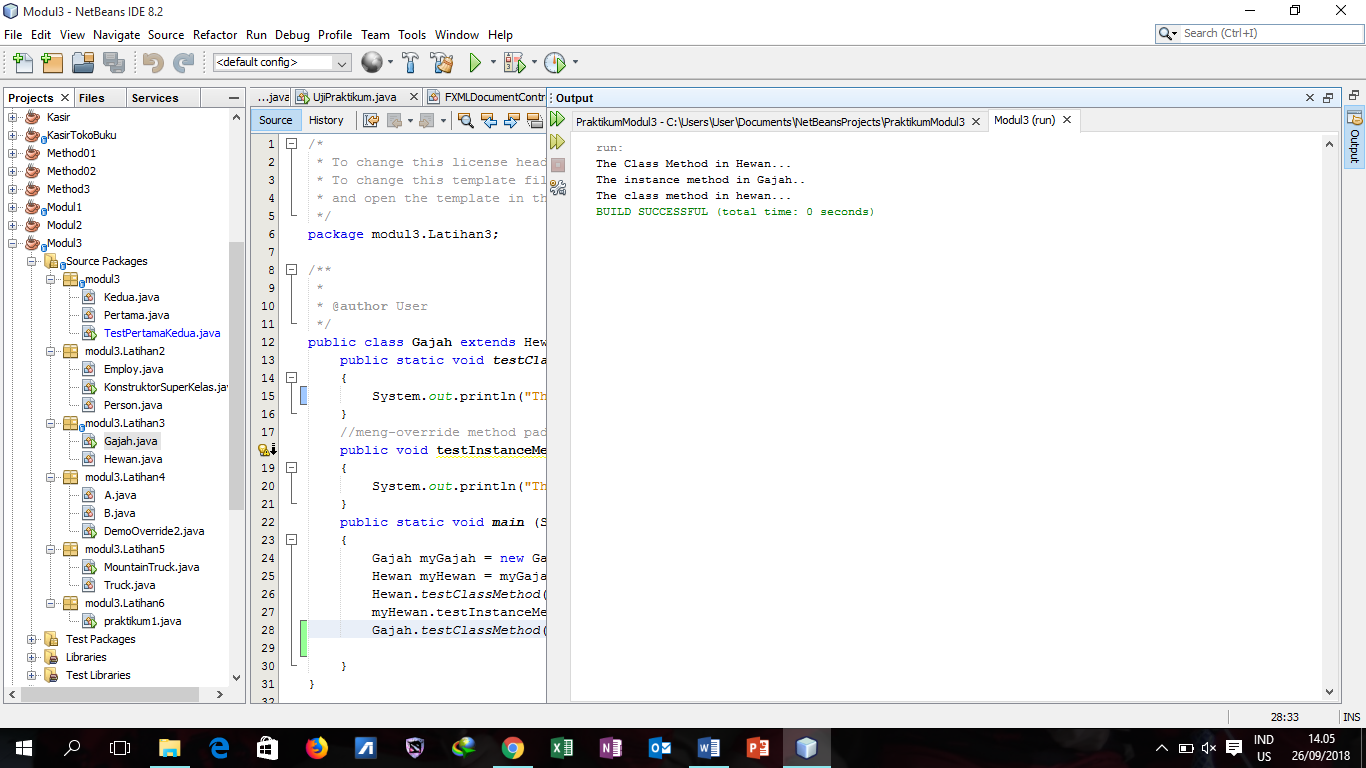 Modul3 - NetBeans IDE 8.2
File Edit View Navigate Source Refactor Run Debug Profile Team Tools Window Help
Search (Ctrl+I)
<default config>
Projects Files Services
Kasir
KasirTokoBuku
Method01
Method02
Method3
Modul1
Modul2
Modul3
Source Packages
modul3
Kedua.java
Pertama.java
TestPertamaKedua.java
modul3.Latihan2
Employ.java
KonstruktorSuperKelas.jav
Person.java
modul3.Latihan3
Gajah.java
Hewan.java
modul3.Latihan4
A.java
B.java
DemoOverride2.java
modul3.Latihan5
MountainTruck.java
Truck.java
modul3.Latihan6
praktikum1.java
Test Packages
Libraries
Test Libraries
...java UjiPraktikum.java FXMLDocumentContr
Source History
1 /*
2 * To change this license head
3 * To change this template fil
4 * and open the template in th
5 */
6 package modul3.Latihan3;
7
8 /**
9 *
10 * @author User
11 */
12 public class Gajah extends Hew
13 public static void testCla
14 {
15 System.out.println("Th
16 }
17 //meng-override method pad
public void testInstanceMe
19 {
20 System.out.println("Th
21 }
22 public static void main (S
23 {
24 Gajah myGajah = new Ga
25 Hewan myHewan = myGaja
26 Hewan.testClassMethod(
27 myHewan.testInstanceMe
28 Gajah.testClassMethod(
29
30 }
31 }
32
Output
PraktikumModul3 - C:\Users\User\Documents\NetBeansProjects\PraktikumModul3
Modul3 (run)
run:
The Class Method in Hewan...
The instance method in Gajah..
The class method in hewan...
BUILD SUCCESSFUL (total time: 0 seconds)
Output
28:33 INS
IND
US
14.05
26/09/2018